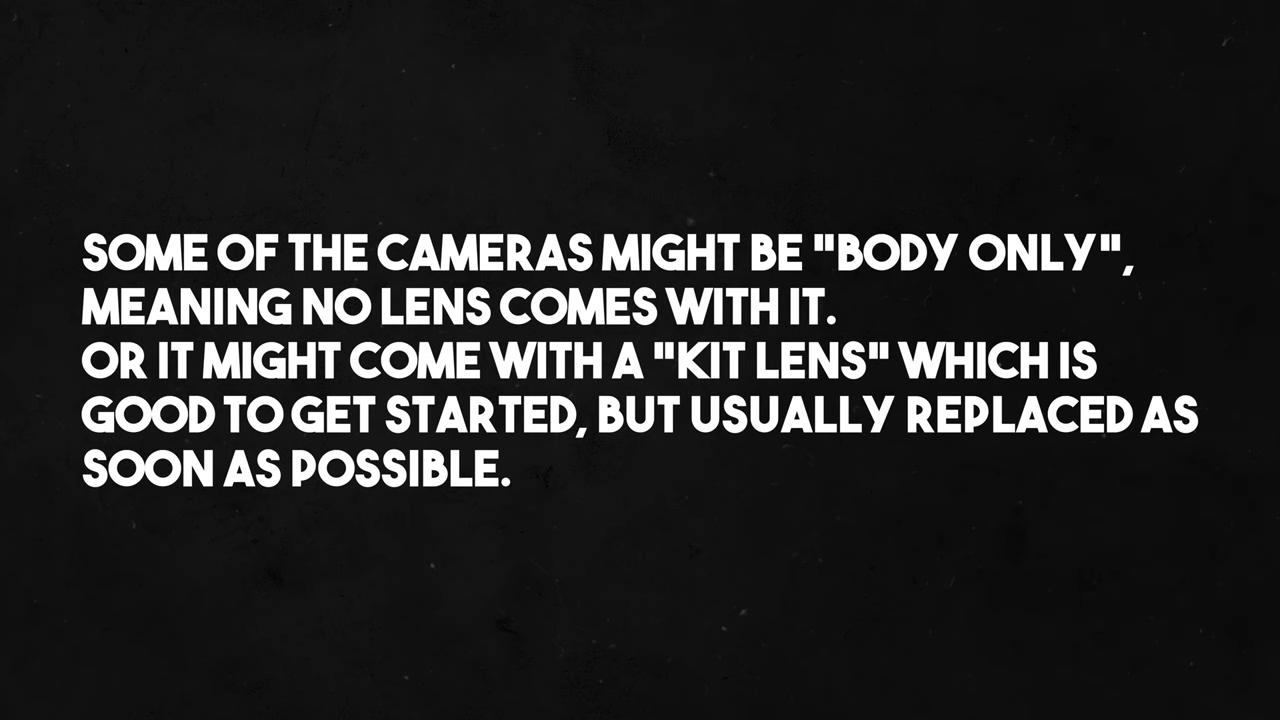 SOME OF THE CAMERAS MIGHT BE "BODY ONLY",
MEANING NO LENS COMES WITH IT.
OR IT MIGHT COME WITH A "KIT LENS" WHICH IS
GOOD TO GET STARTED, BUT USUALLY REPLACED AS
SOON AS POSSIBLE.